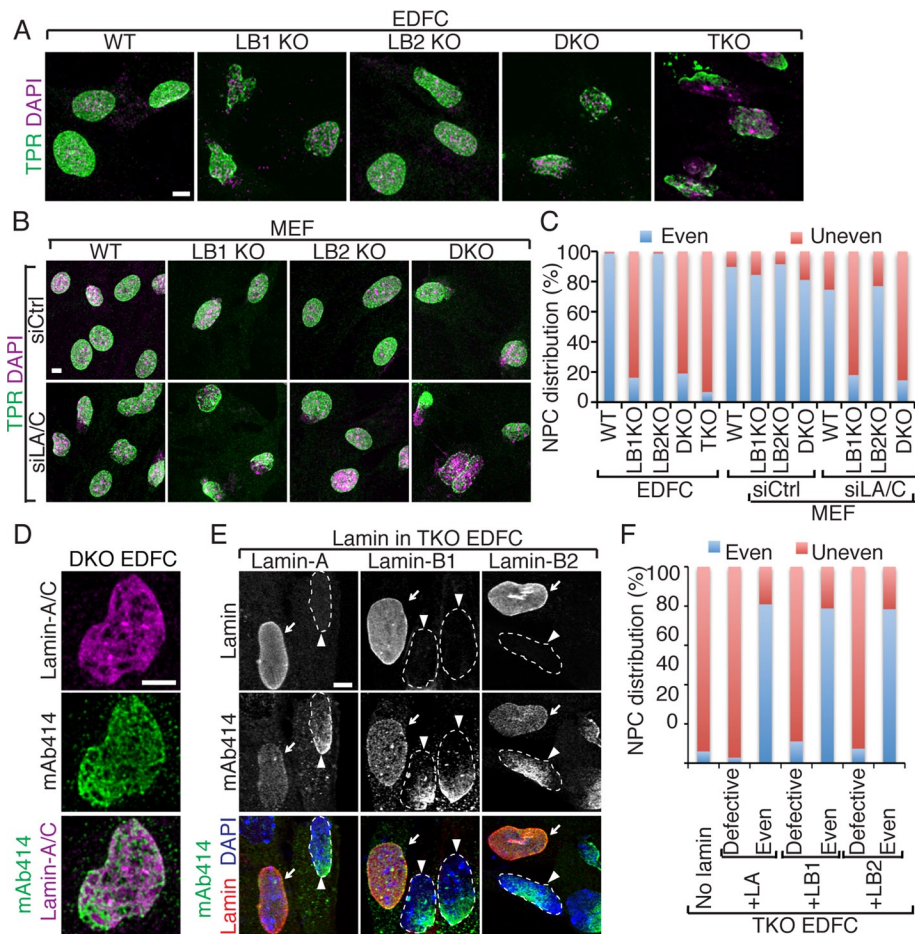 A
EDFC
WT LB1 KO LB2 KO DKO TKO
TPR DAPI
B
MEF
WT LB1 KO LB2 KO DKO
siCtrl
siLA/C
TPR DAPI
C
Even Uneven
NPC distribution (%)
100
80
60
40
20
0
WT LB1KO LB2KO DKO TKO WT LB1KO LB2KO DKO WT LB1KO LB2KO DKO
EDFC siCtrl siLA/C
MEF
D
DKO EDFC
Lamin-A/C
mAb414
mAb414
Lamin-A/C
E
Lamin in TKO EDFC
Lamin-A Lamin-B1 Lamin-B2
Lamin
mAb414
mAb414
Lamin DAPI
F
Even Uneven
NPC distribution (%)
100
80
60
40
20
0
No lamin Defective Even Defective Even Defective Even
+LA +LB1 +LB2
TKO EDFC